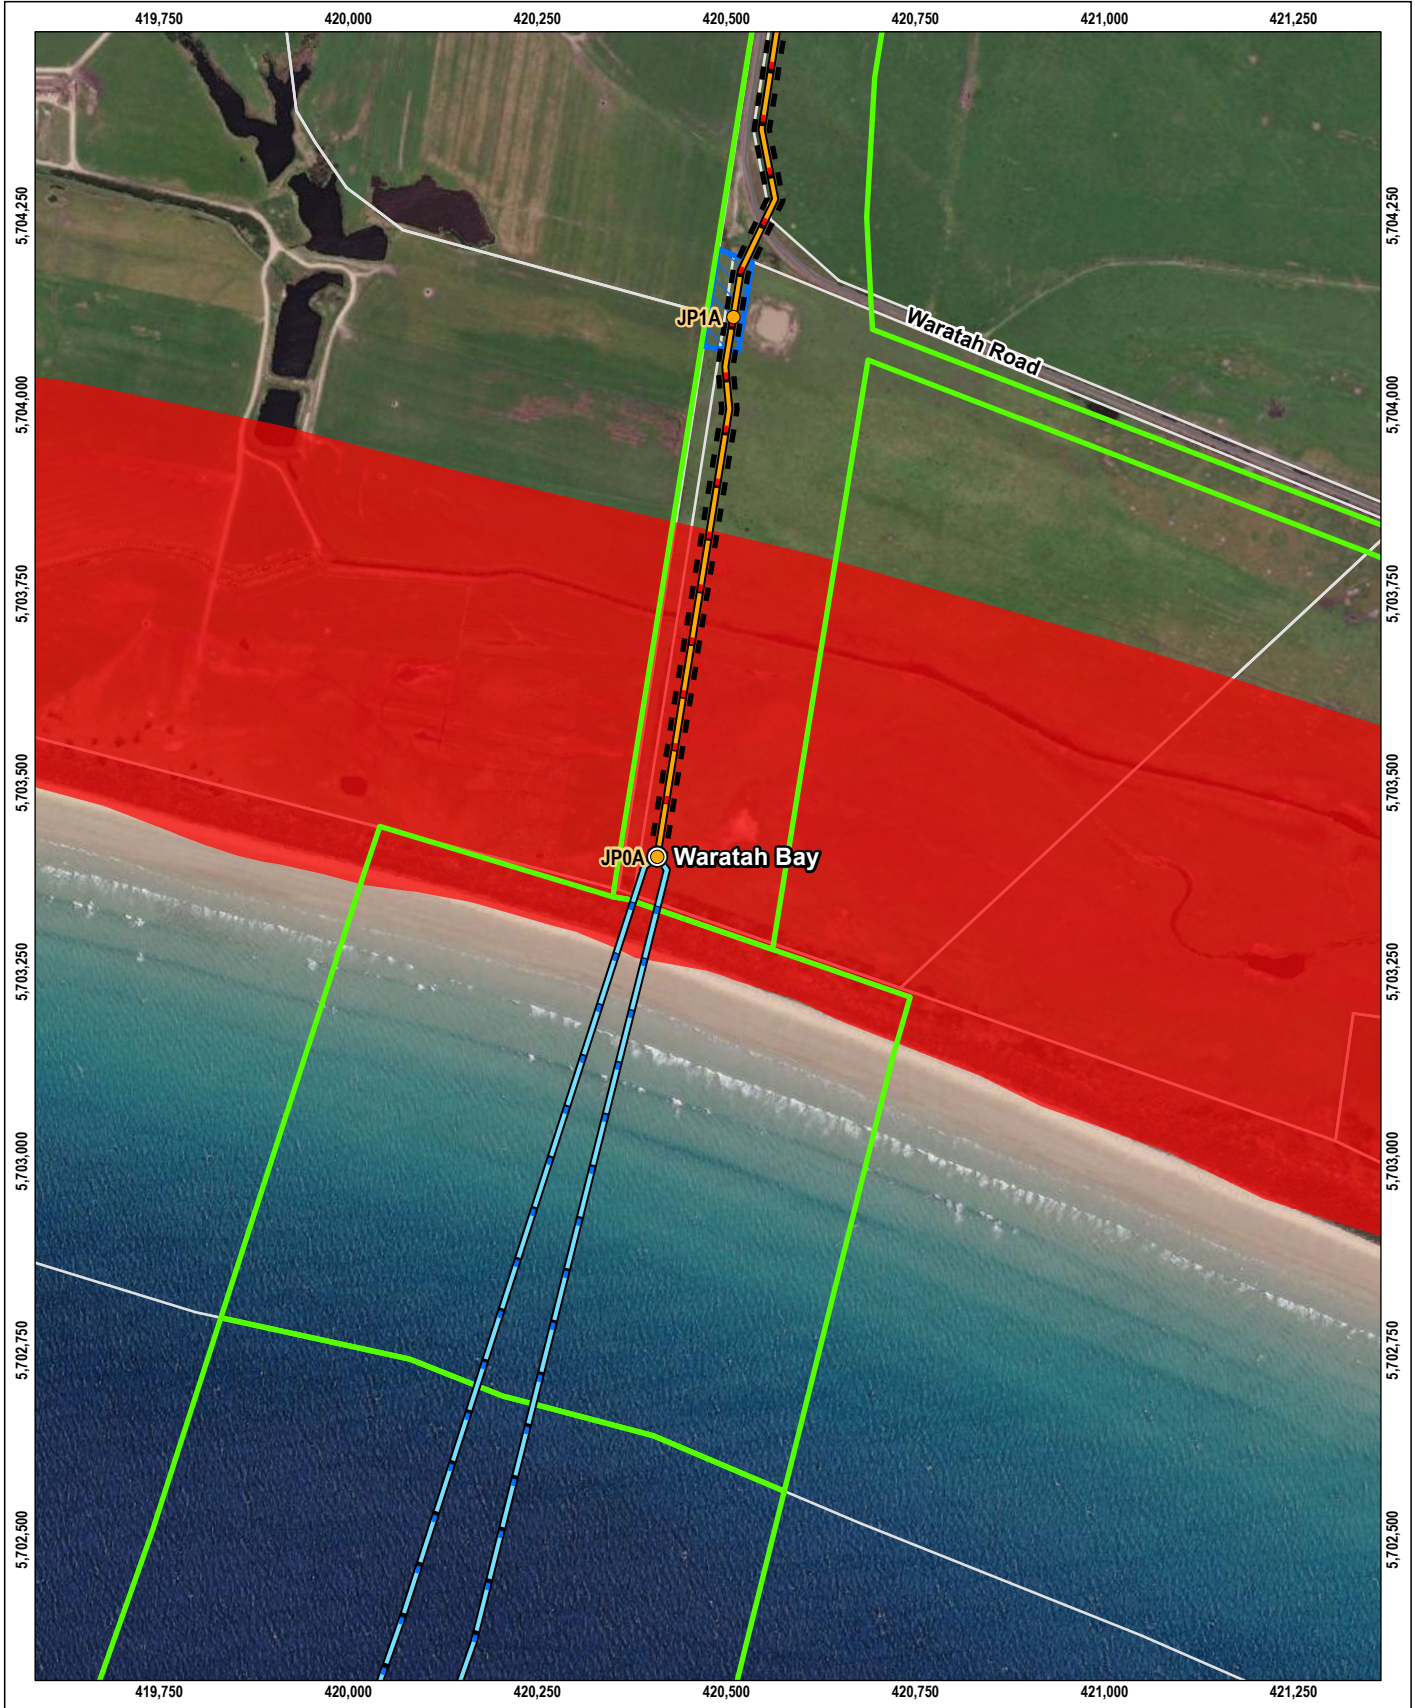 419,750 420,000 420,250 420,500 420,750 421,000 421,250
5,704,250 5,704,250
JP1A
Waratah Road
5,704,000 5,704,000
5,703,750 5,703,750
5,703,500 5,703,500
JP0A Waratah Bay
5,703,250 5,703,250
5,703,000 5,703,000
5,702,750 5,702,750
5,702,500 5,702,500
419,750 420,000 420,250 420,500 420,750 421,000 421,250